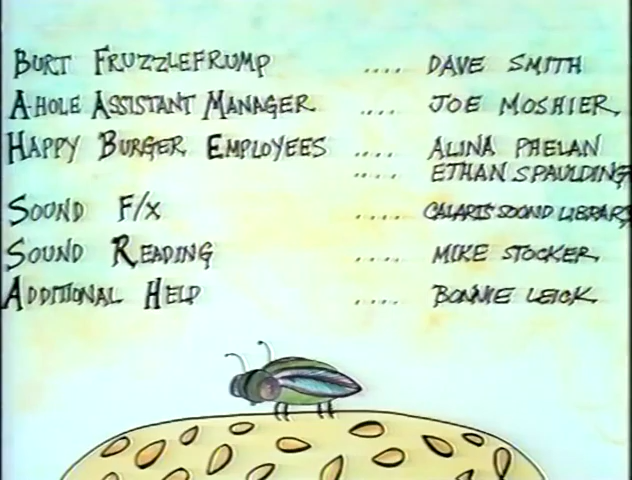 BURT FRUZZLEFRUMP .... DAVE SMITH
A-HOLE ASSISTANT MANAGER .... JOE MOSHIER
HAPPY BURGER EMPLOYEES .... ALINA PHELAN
.... ETHAN SPAULDING
SOUND F/X .... CALARTS SOUND LIBRARY
SOUND READING .... MIKE STOCKER
ADDITIONAL HELP .... BONNIE LEICK